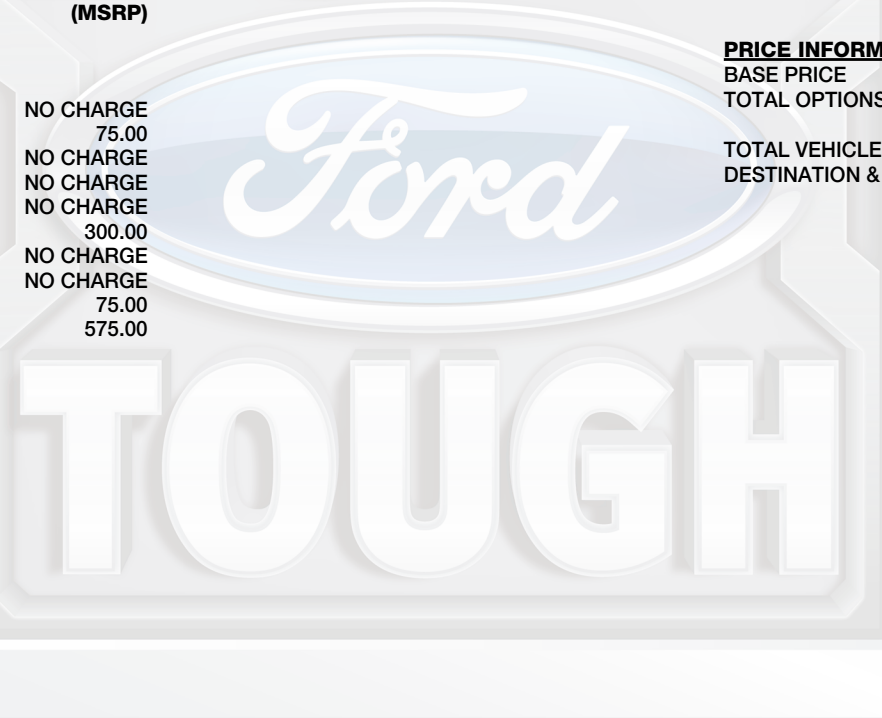 (MSRP)
NO CHARGE
75.00
NO CHARGE
NO CHARGE
NO CHARGE
300.00
NO CHARGE
NO CHARGE
75.00
575.00
PRICE INFORM
BASE PRICE
TOTAL OPTIONS
TOTAL VEHICLE
DESTINATION &
Ford
TOUGH